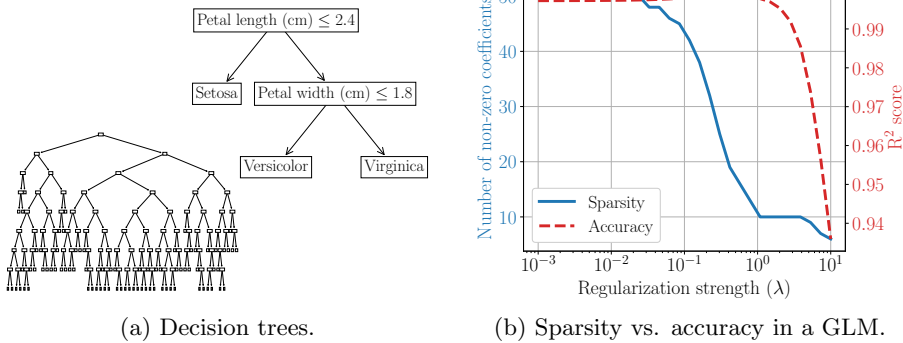 Petal length (cm) ≤ 2.4
Setosa
Petal width (cm) ≤ 1.8
Versicolor
Virginica
(a) Decision trees.
Number of non-zero coefficients
40
30
20
10
0.99
0.98
0.97
0.96
0.95
0.94
R² score
Sparsity
Accuracy
10⁻³
10⁻²
10⁻¹
10⁰
10¹
Regularization strength (λ)
(b) Sparsity vs. accuracy in a GLM.